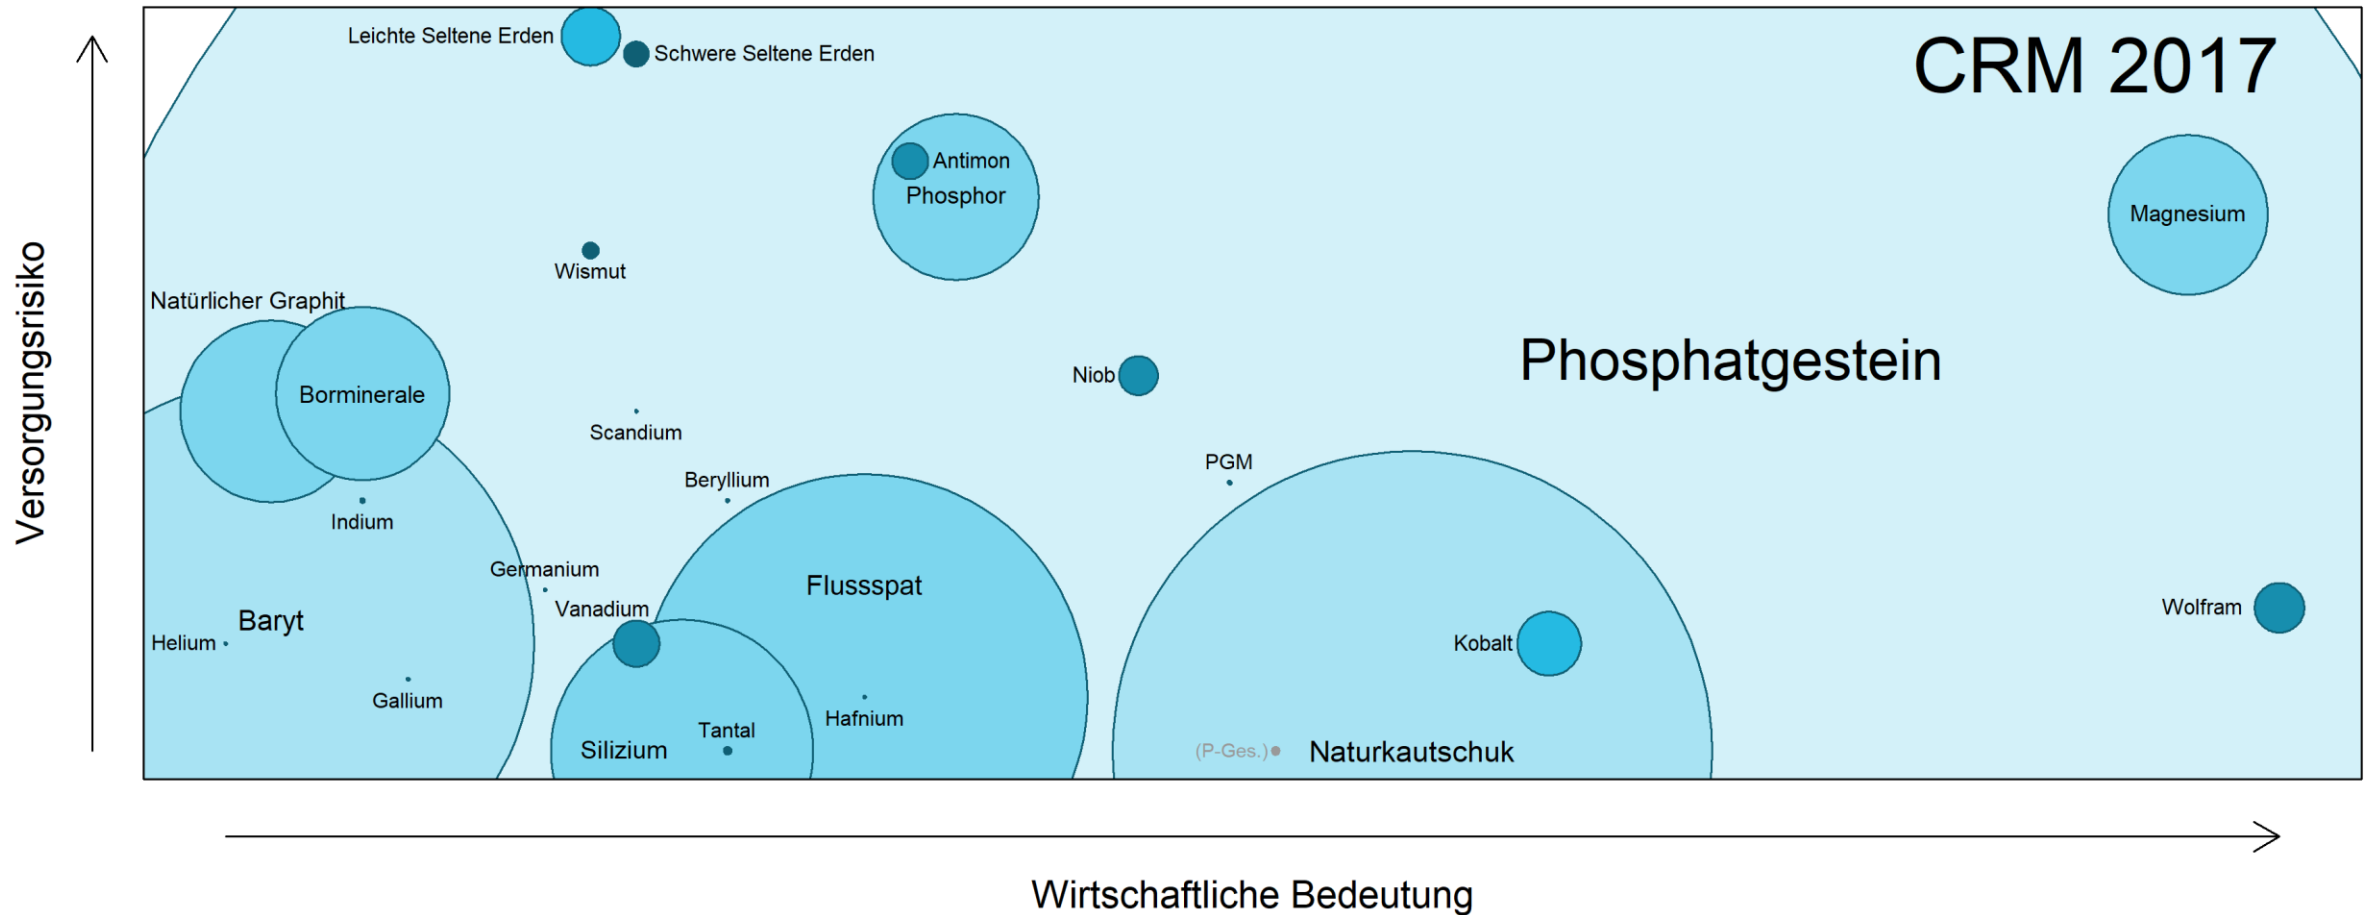 Leichte Seltene Erden
Schwere Seltene Erden
CRM 2017
Antimon
Phosphor
Magnesium
Wismut
Natürlicher Graphit
Borminerale
Niob
Phosphatgestein
Scandium
PGM
Beryllium
Indium
Germanium
Flussspat
Vanadium
Wolfram
Baryt
Helium
Kobalt
Gallium
Hafnium
Tantal
Silizium
(P-Ges.)
Naturkautschuk
Versorgungsrisiko
Wirtschaftliche Bedeutung